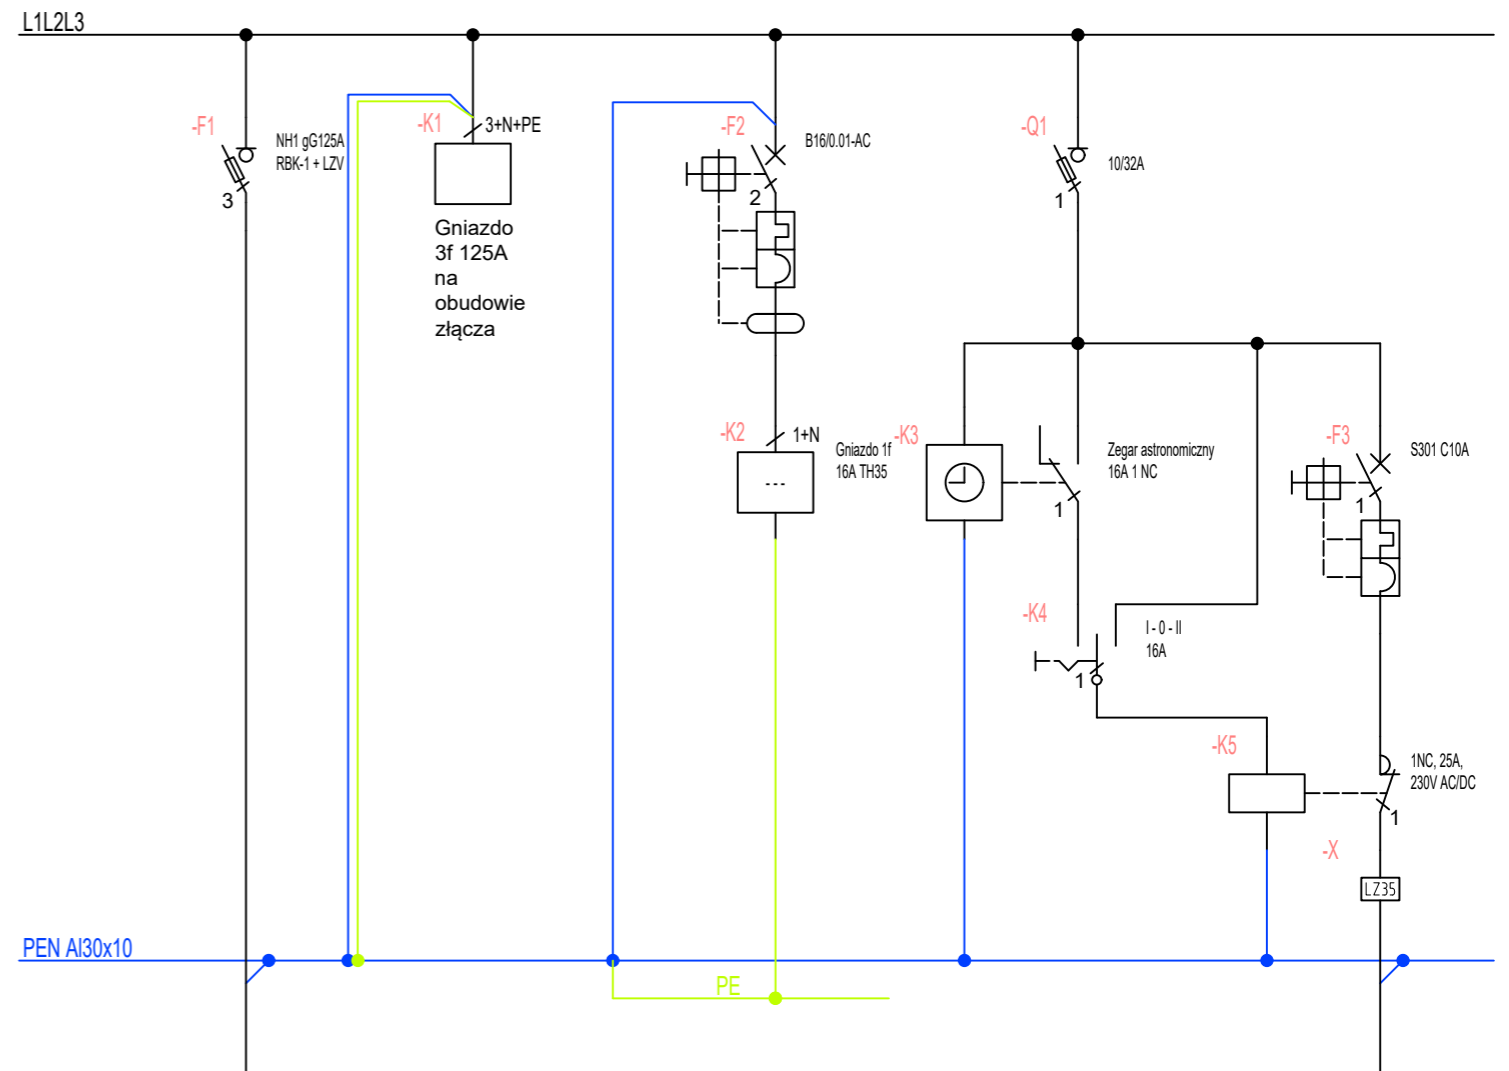 L1L2L3
-F1
NH1 gG125A
RBK-1 + LZV
3
-K1
3+N+PE
Gniazdo
3f 125A
na
obudowie
złącza
-F2
B16/0.01-AC
2
-K2
1+N
Gniazdo 1f
16A TH35
---
-Q1
10/32A
1
-K3
Zegar astronomiczny
16A 1 NC
1
-F3
S301 C10A
1
-K4
I - 0 - II
16A
1
-K5
1NC, 25A,
230V AC/DC
1
-X
LZ35
PEN Al30x10
PE